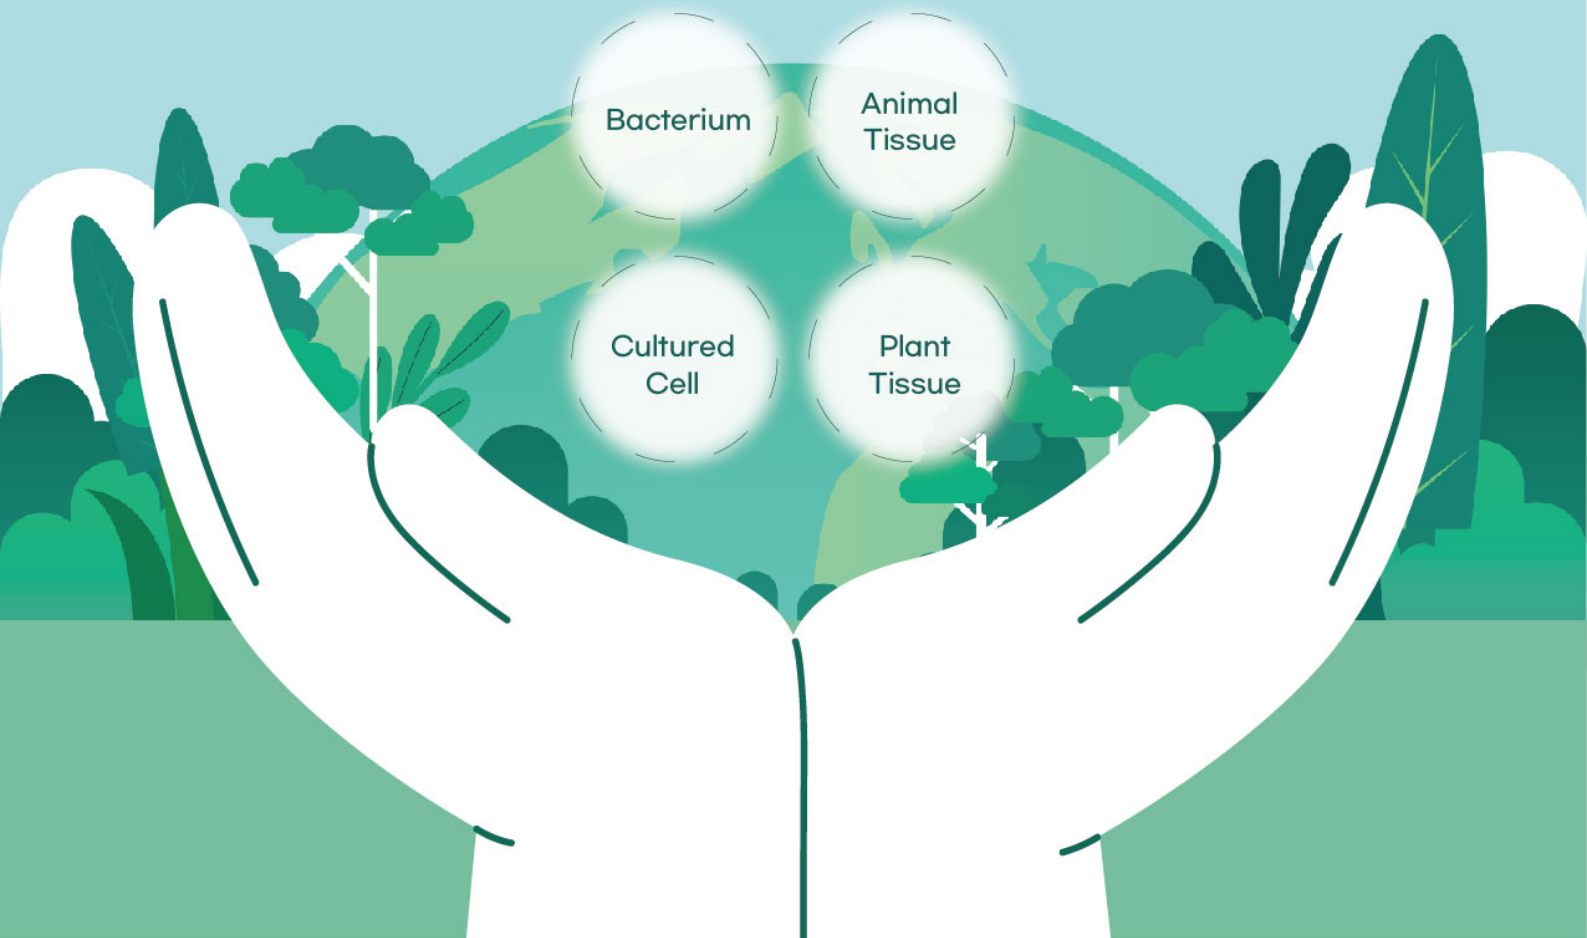 Bacterium
Animal
Tissue
Cultured
Cell
Plant
Tissue